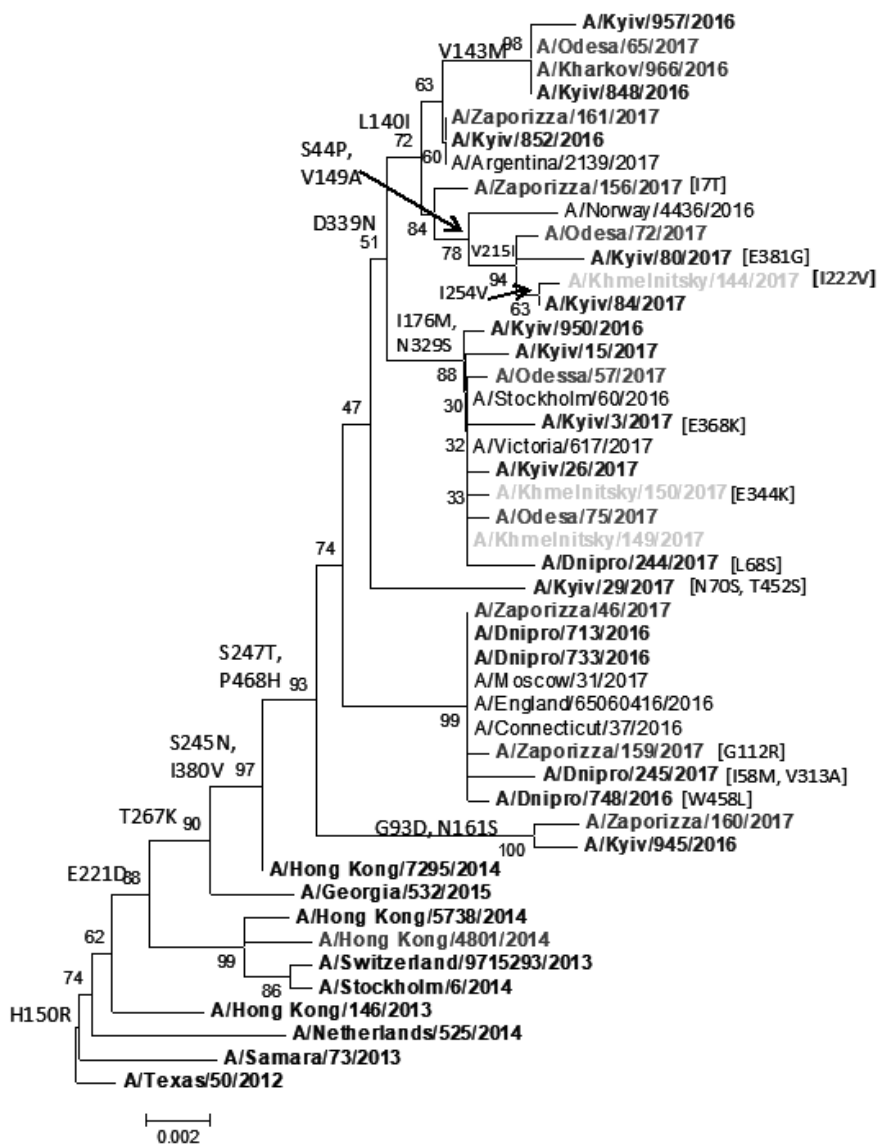 A/Kyiv/957/2016
V143M 98 A/Odesa/65/2017
A/Kharkov/966/2016
63 A/Kyiv/848/2016
L140I A/Zaporizza/161/2017
72 A/Kyiv/852/2016
S44P, 60 A/Argentina/2139/2017
V149A A/Zaporizza/156/2017 [I7T]
A/Norway/4436/2016
D339N 84 A/Odesa/72/2017
51 78 V215I A/Kyiv/80/2017 [E381G]
94 A/Khmelnitsky/144/2017 [I222V]
I254V 63 A/Kyiv/84/2017
I176M, A/Kyiv/950/2016
N329S A/Kyiv/15/2017
88 A/Odessa/57/2017
30 A/Stockholm/60/2016
47 A/Kyiv/3/2017 [E368K]
32 A/Victoria/617/2017
A/Kyiv/26/2017
33 A/Khmelnitsky/150/2017 [E344K]
A/Odesa/75/2017
A/Khmelnitsky/149/2017
74 A/Dnipro/244/2017 [L68S]
A/Kyiv/29/2017 [N70S, T452S]
A/Zaporizza/46/2017
A/Dnipro/713/2016
S247T, A/Dnipro/733/2016
P468H 93 A/Moscow/31/2017
A/England/65060416/2016
99 A/Connecticut/37/2016
S245N, A/Zaporizza/159/2017 [G112R]
I380V 97 A/Dnipro/245/2017 [I58M, V313A]
A/Dnipro/748/2016 [W458L]
T267K 90 G93D, N161S A/Zaporizza/160/2017
100 A/Kyiv/945/2016
E221D 88 A/Hong Kong/7295/2014
A/Georgia/532/2015
A/Hong Kong/5738/2014
62 A/Hong Kong/4801/2014
99 A/Switzerland/9715293/2013
74 86 A/Stockholm/6/2014
H150R A/Hong Kong/146/2013
A/Netherlands/525/2014
A/Samara/73/2013
A/Texas/50/2012
0.002